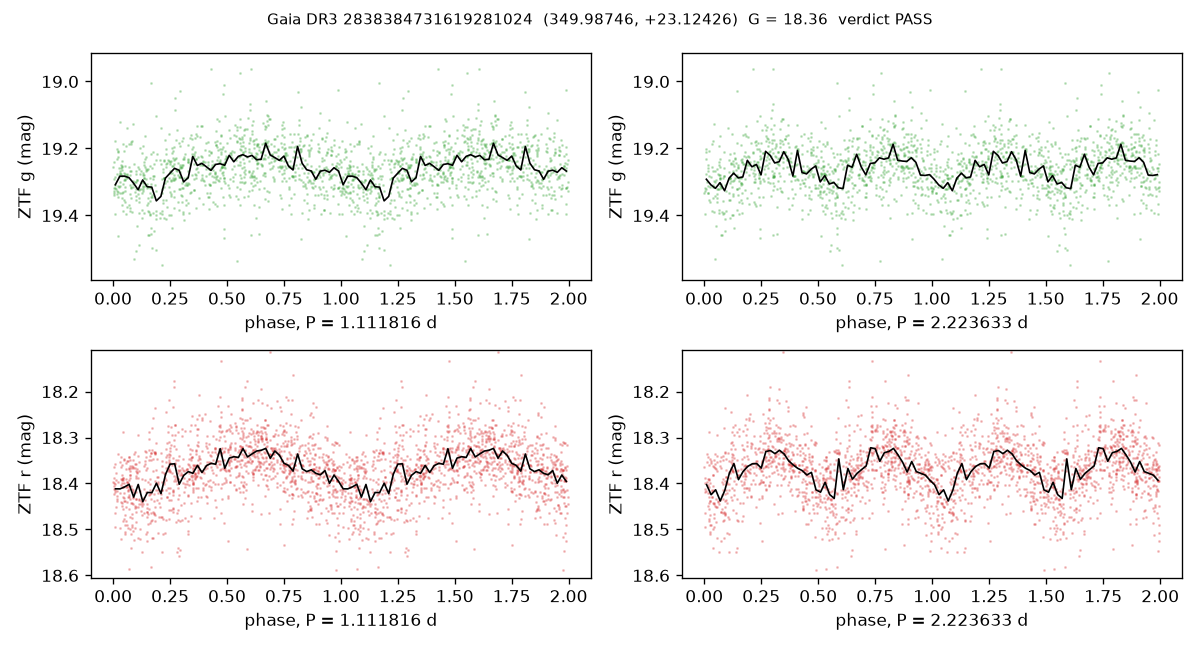 Gaia DR3 2838384731619281024 (349.98746, +23.12426) G = 18.36 verdict PASS
ZTF g (mag)
19.0
19.2
19.4
0.00 0.25 0.50 0.75 1.00 1.25 1.50 1.75 2.00
phase, P = 1.111816 d
ZTF g (mag)
19.0
19.2
19.4
0.00 0.25 0.50 0.75 1.00 1.25 1.50 1.75 2.00
phase, P = 2.223633 d
ZTF r (mag)
18.2
18.3
18.4
18.5
18.6
0.00 0.25 0.50 0.75 1.00 1.25 1.50 1.75 2.00
phase, P = 1.111816 d
ZTF r (mag)
18.2
18.3
18.4
18.5
18.6
0.00 0.25 0.50 0.75 1.00 1.25 1.50 1.75 2.00
phase, P = 2.223633 d